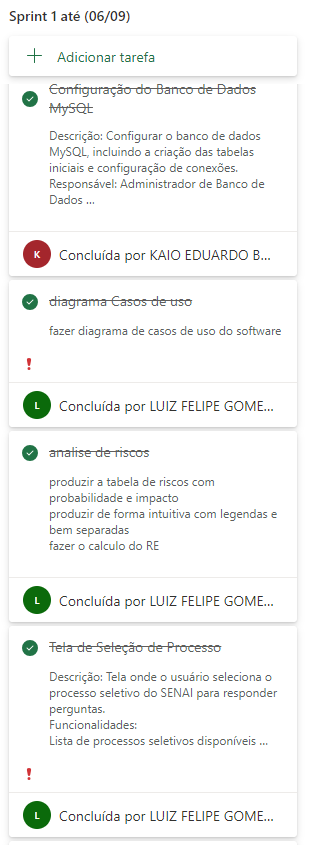 Sprint 1 até (06/09)
Adicionar tarefa
Configuração do Banco de Dados
MySQL
Descrição: Configurar o banco de dados
MySQL, incluindo a criação das tabelas
iniciais e configuração de conexões.
Responsável: Administrador de Banco de
Dados ...
K
Concluída por KAIO EDUARDO B...
diagrama Casos de uso
fazer diagrama de casos de uso do software
L
Concluída por LUIZ FELIPE GOME...
analise de riscos
produzir a tabela de riscos com
probabilidade e impacto
produzir de forma intuitiva com legendas e
bem separadas
fazer o calculo do RE
L
Concluída por LUIZ FELIPE GOME...
Tela de Seleção de Processo
Descrição: Tela onde o usuário seleciona o
processo seletivo do SENAI para responder
perguntas.
Funcionalidades:
Lista de processos seletivos disponíveis ...
L
Concluída por LUIZ FELIPE GOME...